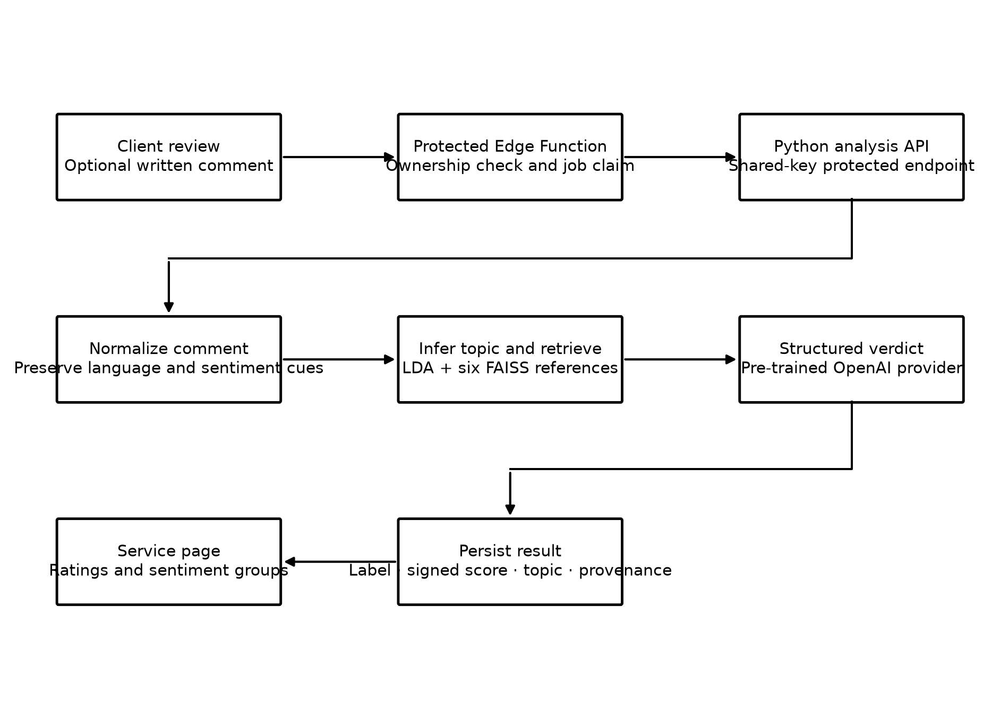 Client review
Optional written comment
Protected Edge Function
Ownership check and job claim
Python analysis API
Shared-key protected endpoint
Normalize comment
Preserve language and sentiment cues
Infer topic and retrieve
LDA + six FAISS references
Structured verdict
Pre-trained OpenAI provider
Service page
Ratings and sentiment groups
Persist result
Label · signed score · topic · provenance